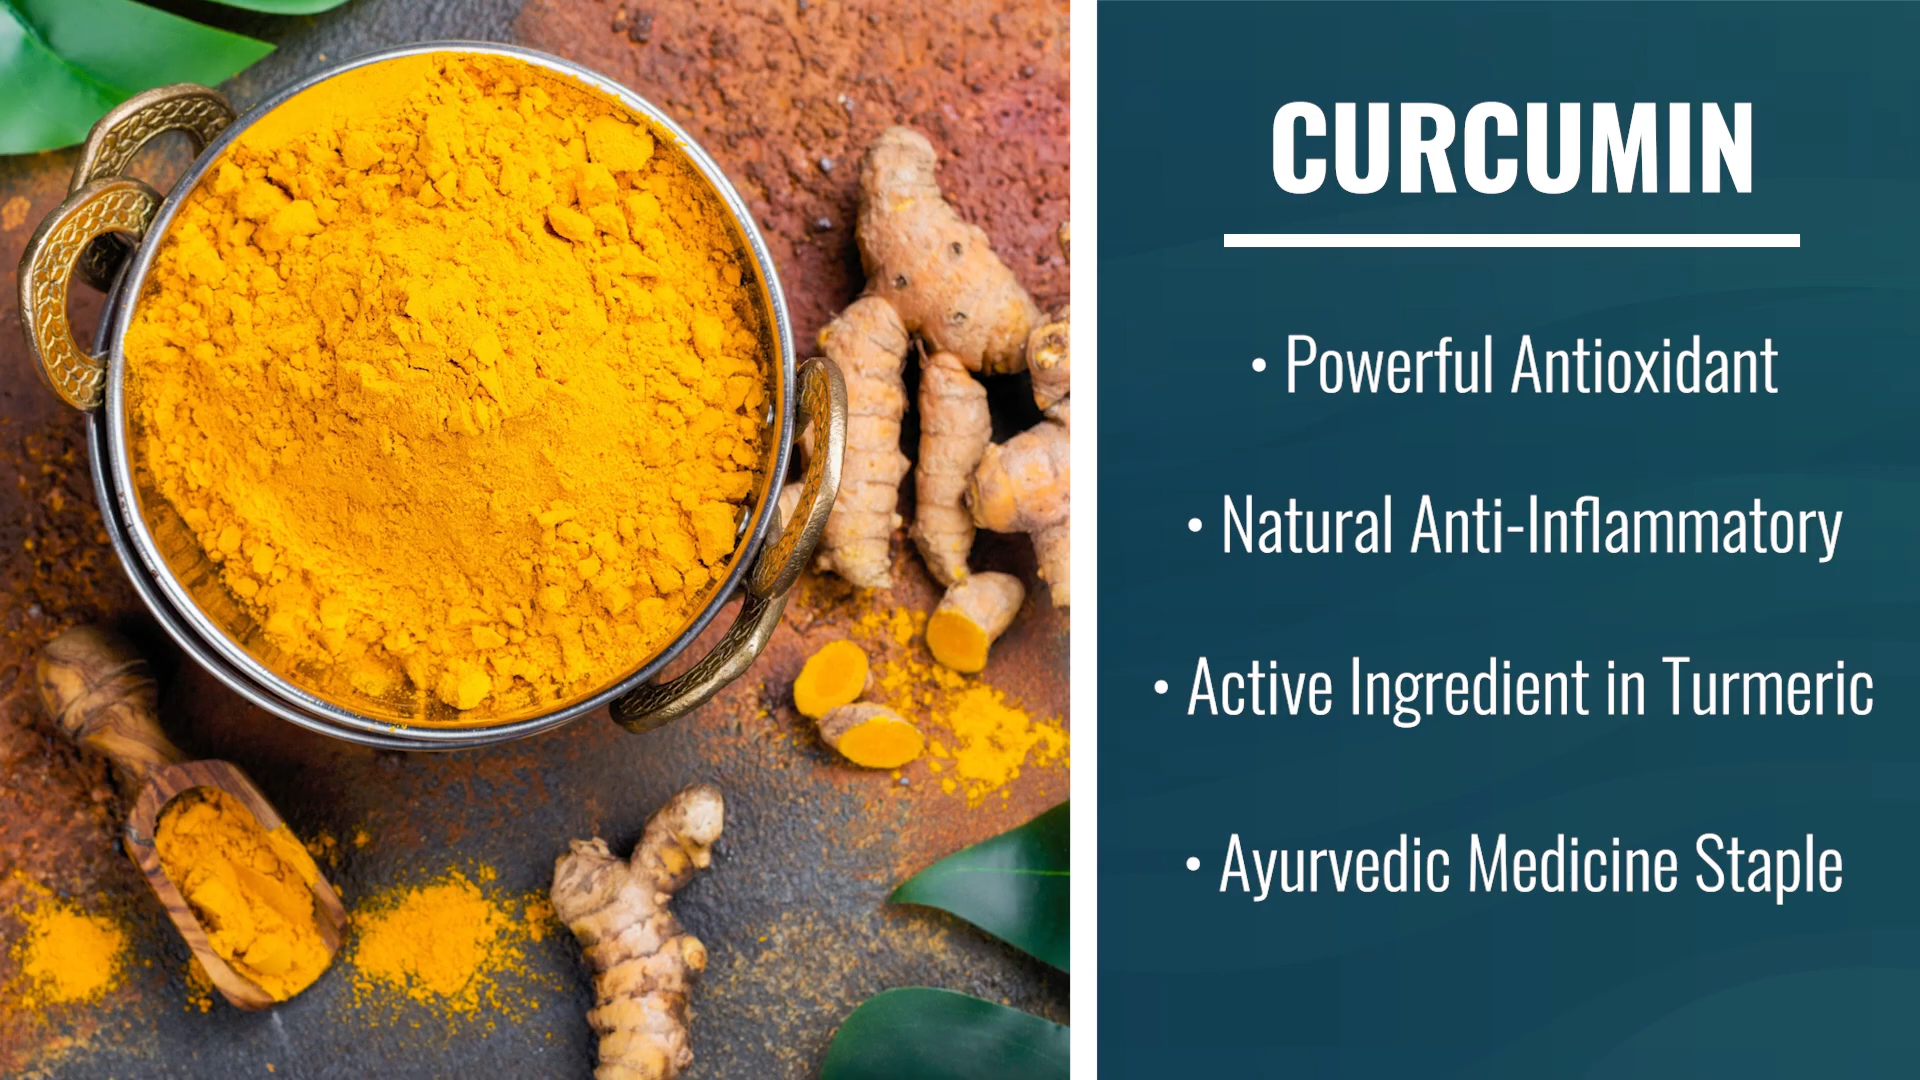 CURCUMIN
• Powerful Antioxidant
• Natural Anti-Inflammatory
• Active Ingredient in Turmeric
• Ayurvedic Medicine Staple